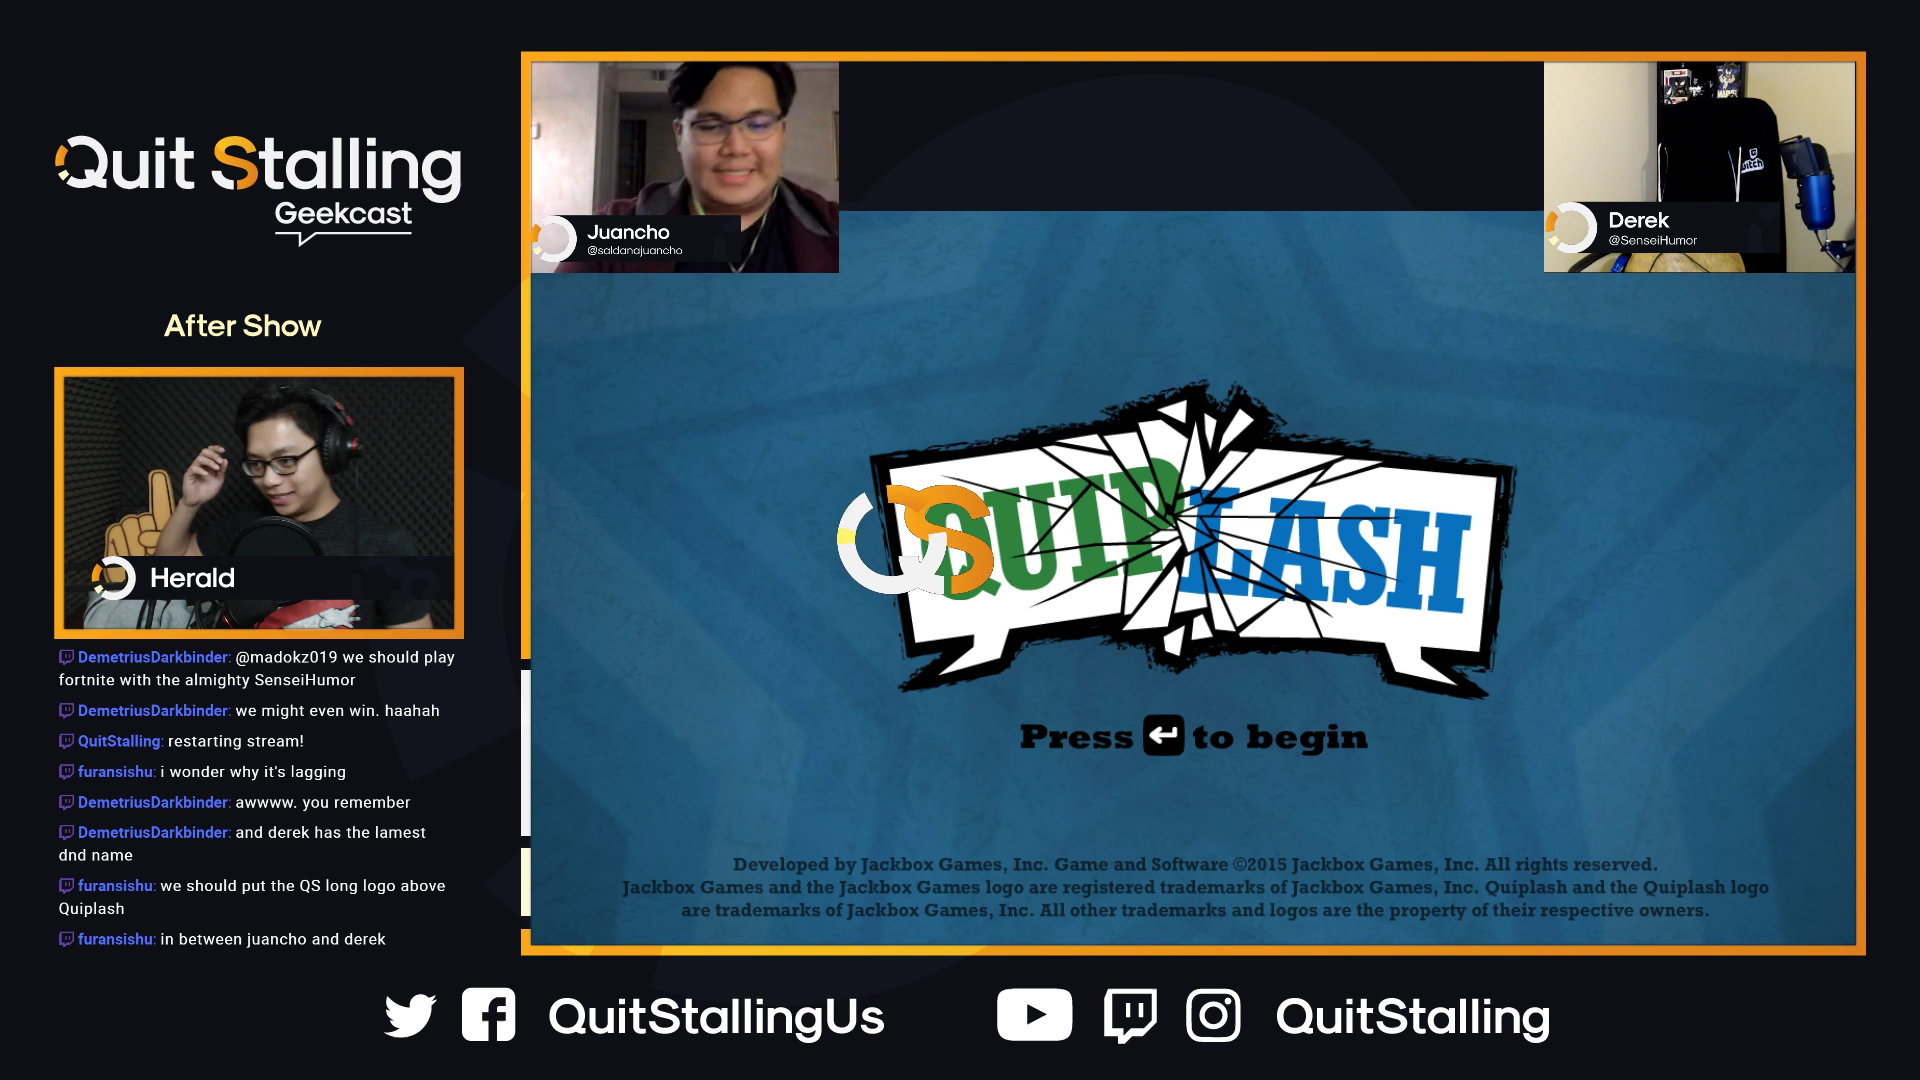 Quit Stalling
Geekcast
After Show
Herald
DemetriusDarkbinder: @madokz019 we should play
fortnite with the almighty SenseiHumor
DemetriusDarkbinder: we might even win. haahah
QuitStalling: restarting stream!
furansishu: i wonder why it's lagging
DemetriusDarkbinder: awwww. you remember
DemetriusDarkbinder: and derek has the lamest
dnd name
furansishu: we should put the QS long logo above
Quiplash
furansishu: in between juancho and derek
Juancho
@saldanajuancho
twitch
Derek
@SenseiHumor
QS
QUIPLASH
Press to begin
Developed by Jackbox Games, Inc. Game and Software ©2015 Jackbox Games, Inc. All rights reserved.
Jackbox Games and the Jackbox Games logo are registered trademarks of Jackbox Games, Inc. Quiplash and the Quiplash logo
are trademarks of Jackbox Games, Inc. All other trademarks and logos are the property of their respective owners.
QuitStallingUs
QuitStalling